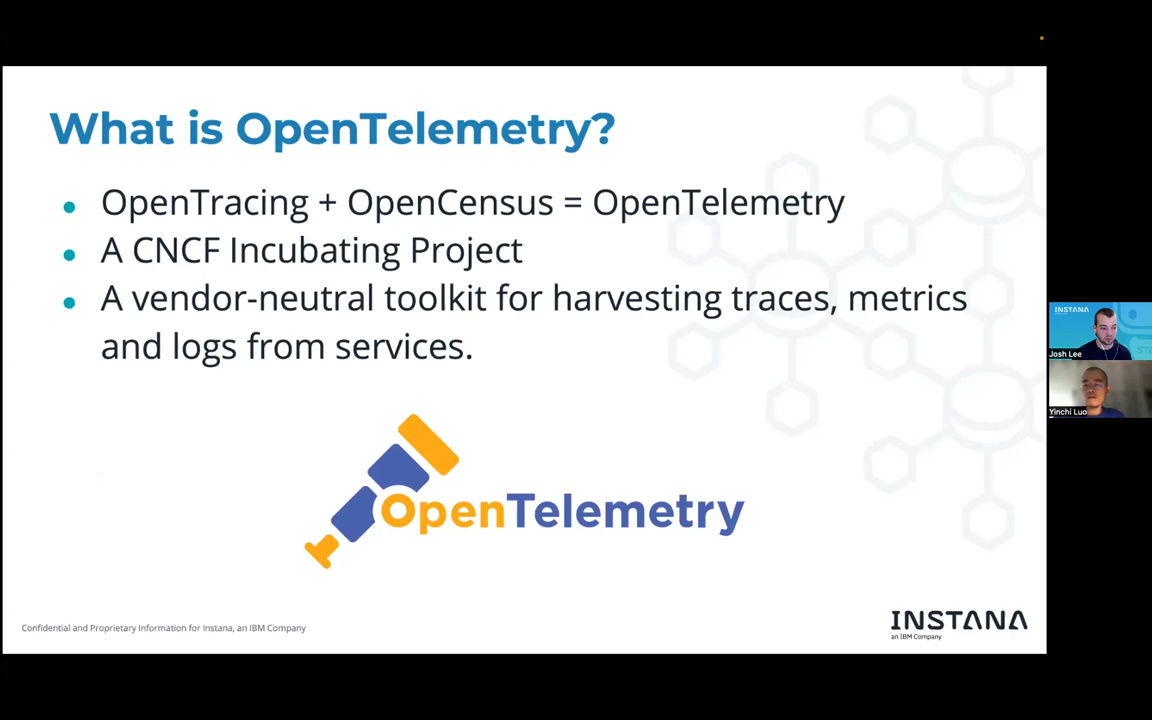 What is OpenTelemetry?
OpenTracing + OpenCensus = OpenTelemetry
A CNCF Incubating Project
A vendor-neutral toolkit for harvesting traces, metrics
and logs from services.
OpenTelemetry
Confidential and Proprietary Information for Instana, an IBM Company
INSTANA
an IBM Company
INSTANA
Josh Lee
Yinchi Luo